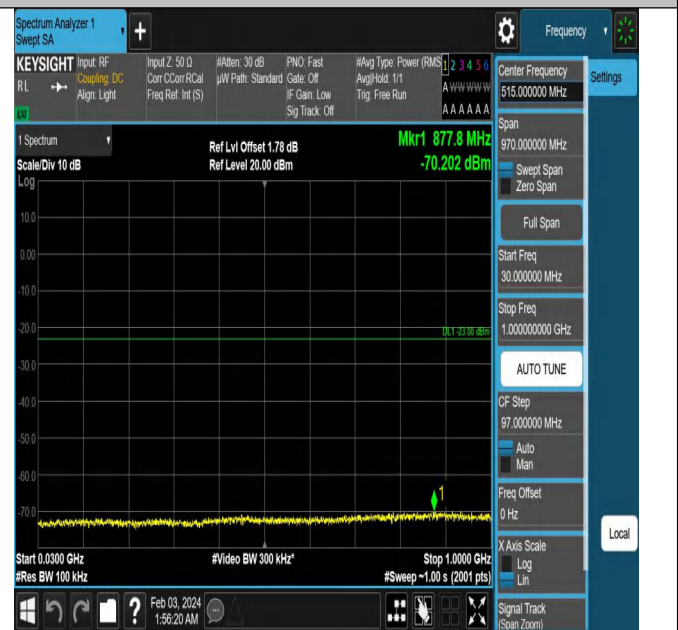 Spectrum Analyzer 1
Swept SA
Frequency
KEYSIGHT
RL
LXI
Input: RF
Coupling: DC
Align: Light
Input Z: 50 Ω
Corr CCorr RCal
Freq Ref: Int (S)
#Atten: 30 dB
µW Path: Standard
PNO: Fast
Gate: Off
IF Gain: Low
Sig Track: Off
#Avg Type: Power (RMS
Avg|Hold: 1/1
Trig: Free Run
1 2 3 4 5 6
A W W W W W
A A A A A A
1 Spectrum
Scale/Div 10 dB
Ref Lvl Offset 1.78 dB
Ref Level 20.00 dBm
Mkr1 877.8 MHz
-70.202 dBm
Log
10.0
0.00
-10.0
-20.0
DL1 -23.00 dBm
-30.0
-40.0
-50.0
-60.0
-70.0
1
Start 0.0300 GHz
#Res BW 100 kHz
#Video BW 300 kHz*
Stop 1.0000 GHz
#Sweep ~1.00 s (2001 pts)
Feb 03, 2024
1:56:20 AM
Center Frequency
515.000000 MHz
Settings
Span
970.000000 MHz
Swept Span
Zero Span
Full Span
Start Freq
30.000000 MHz
Stop Freq
1.000000000 GHz
AUTO TUNE
CF Step
97.000000 MHz
Auto
Man
Freq Offset
0 Hz
X Axis Scale
Log
Lin
Local
Signal Track
(Span Zoom)